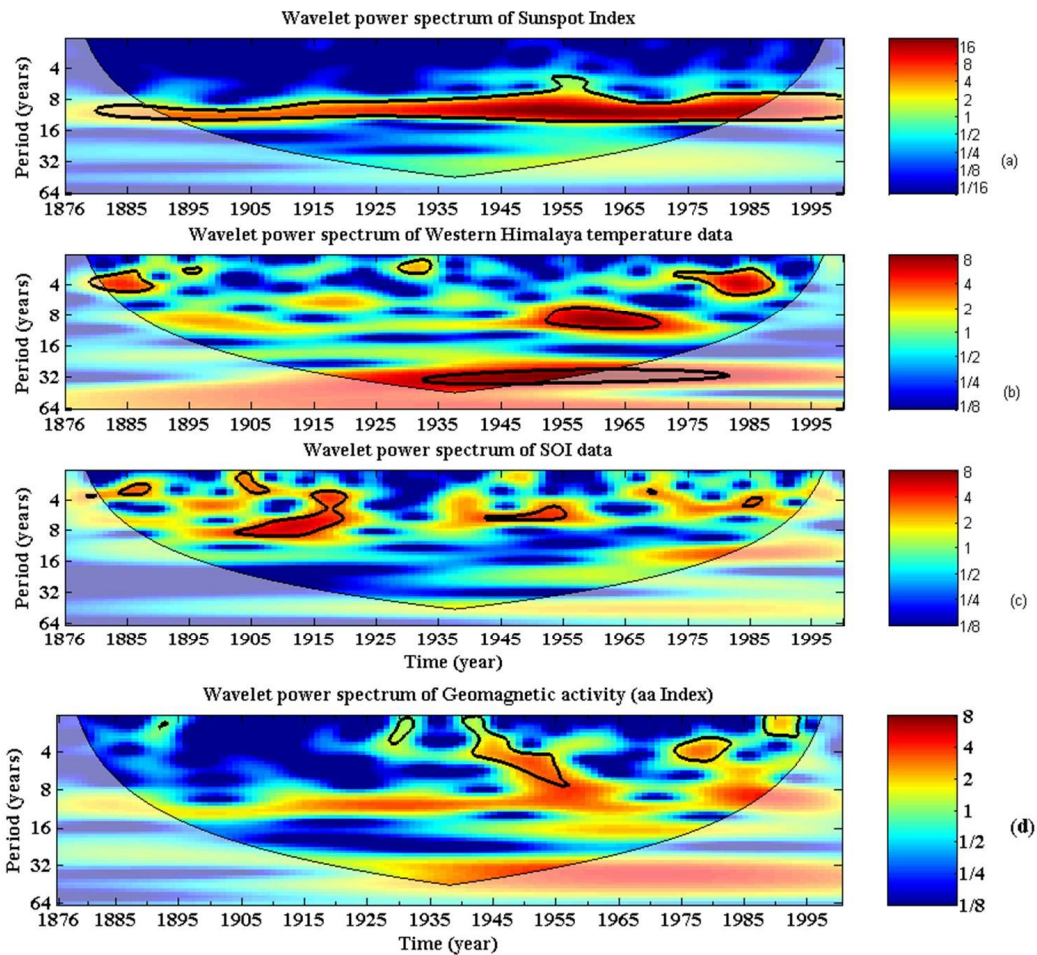 Wavelet power spectrum of Sunspot Index
Period (years)
4
8
16
32
64
1876 1885 1895 1905 1915 1925 1935 1945 1955 1965 1975 1985 1995
16
8
4
2
1
1/2
1/4
1/8
1/16
(a)
Wavelet power spectrum of Western Himalaya temperature data
Period (years)
4
8
16
32
64
1876 1885 1895 1905 1915 1925 1935 1945 1955 1965 1975 1985 1995
8
4
2
1
1/2
1/4
1/8
(b)
Wavelet power spectrum of SOI data
Period (years)
4
8
16
32
64
1876 1885 1895 1905 1915 1925 1935 1945 1955 1965 1975 1985 1995
Time (year)
8
4
2
1
1/2
1/4
1/8
(c)
Wavelet power spectrum of Geomagnetic activity (aa Index)
Period (years)
4
8
16
32
64
1876 1885 1895 1905 1915 1925 1935 1945 1955 1965 1975 1985 1995
Time (year)
8
4
2
1
1/2
1/4
1/8
(d)